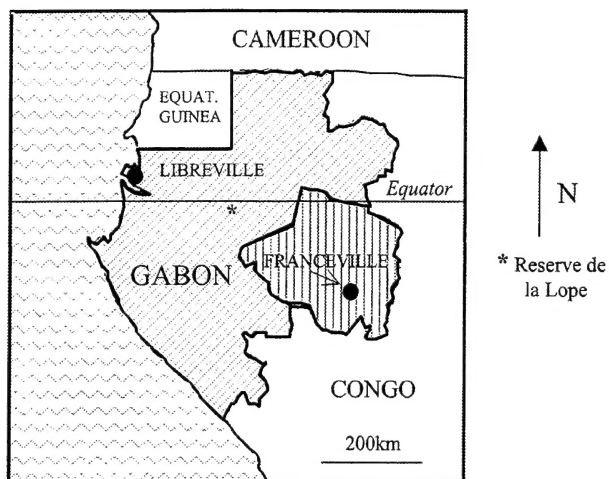 CAMEROON
EQUAT.
GUINEA
LIBREVILLE
Equator
N
*
* Reserve de
la Lope
FRANCEVILLE
GABON
CONGO
200km